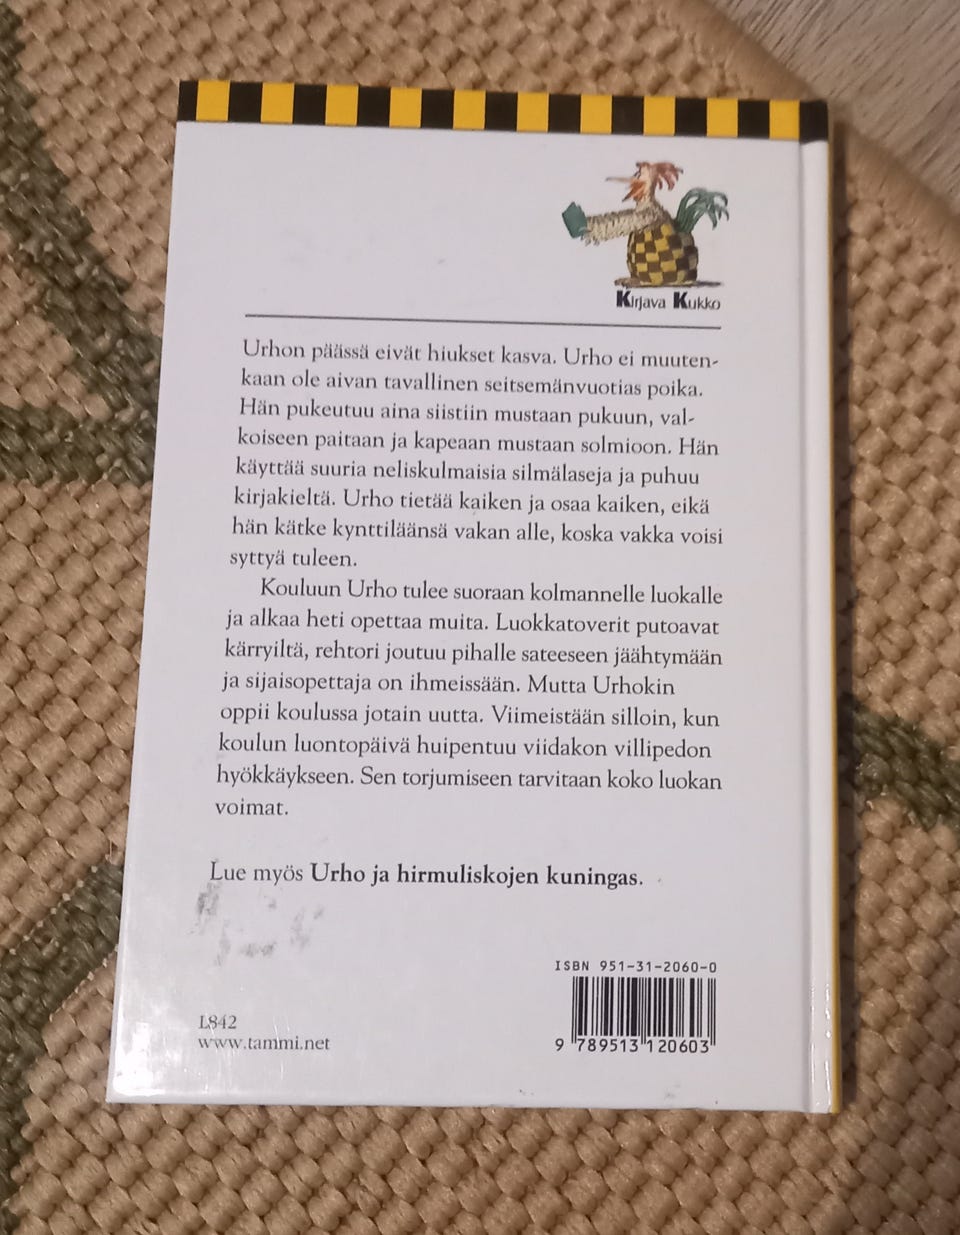 Kirjava Kukko
Urhon päässä eivät hiukset kasva. Urho ei muuten-
kaan ole aivan tavallinen seitsemänvuotias poika.
Hän pukeutuu aina siistiin mustaan pukuun, val-
koiseen paitaan ja kapeaan mustaan solmioon. Hän
käyttää suuria neliskulmaisia silmälaseja ja puhuu
kirjakieltä. Urho tietää kaiken ja osaa kaiken, eikä
hän kätke kynttiläänsä vakan alle, koska vakka voisi
syttyä tuleen.
Kouluun Urho tulee suoraan kolmannelle luokalle
ja alkaa heti opettaa muita. Luokkatoverit putoavat
kärryiltä, rehtori joutuu pihalle sateeseen jäähtymään
ja sijaisopettaja on ihmeissään. Mutta Urhokin
oppii koulussa jotain uutta. Viimeistään silloin, kun
koulun luontopäivä huipentuu viidakon villipedon
hyökkäykseen. Sen torjumiseen tarvitaan koko luokan
voimat.
Lue myös Urho ja hirmuliskojen kuningas.
ISBN 951-31-2060-0
9 789513 120603
L842
www.tammi.net